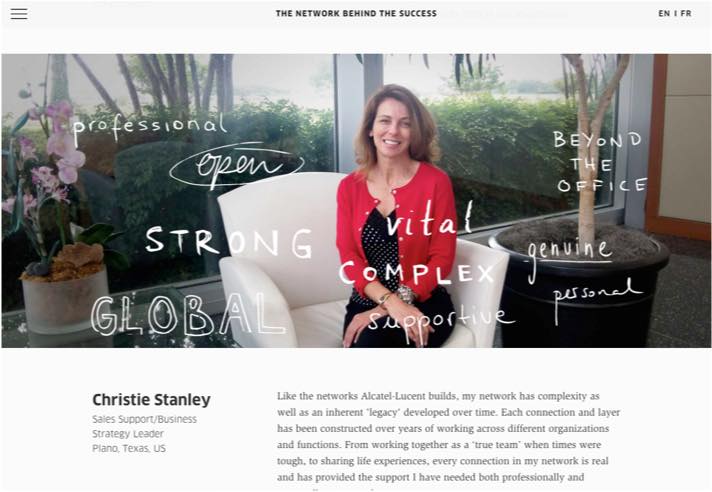 THE NETWORK BEHIND THE SUCCESS
EN I FR
professional
open
BEYOND
THE
OFFICE
STRONG
vital
genuine
COMPLEX
personal
GLOBAL
supportive
Christie Stanley
Sales Support/Business
Strategy Leader
Plano, Texas, US
Like the networks Alcatel-Lucent builds, my network has complexity as
well as an inherent 'legacy' developed over time. Each connection and layer
has been constructed over years of working across different organizations
and functions. From working together as a 'true team' when times were
tough, to sharing life experiences, every connection in my network is real
and has provided the support I have needed both professionally and